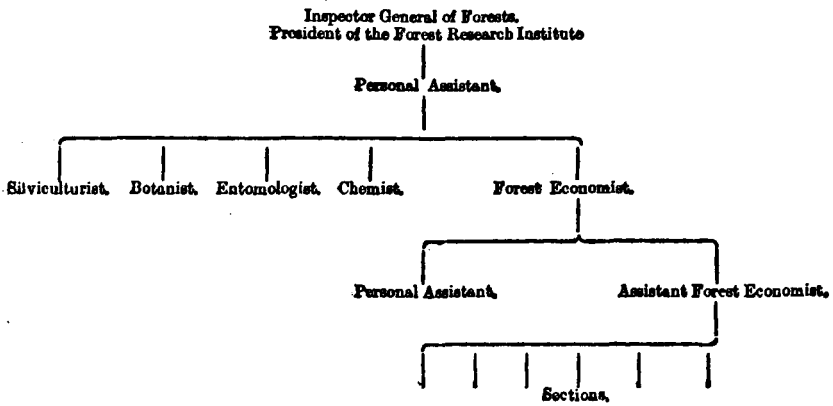 Inspector General of Forests.
President of the Forest Research Institute
Personal Assistant.
Silviculturist. Botanist. Entomologist. Chemist. Forest Economist.
Personal Assistant. Assistant Forest Economist.
Sections.